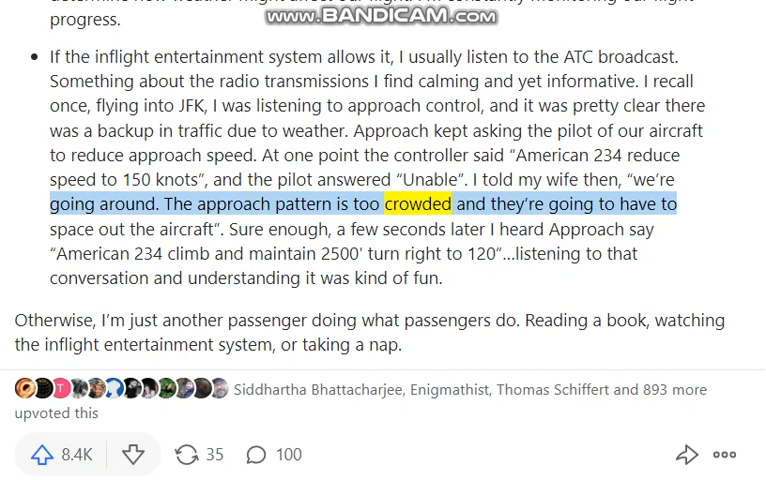 www.BANDICAM.com
progress.
If the inflight entertainment system allows it, I usually listen to the ATC broadcast.
Something about the radio transmissions I find calming and yet informative. I recall
once, flying into JFK, I was listening to approach control, and it was pretty clear there
was a backup in traffic due to weather. Approach kept asking the pilot of our aircraft
to reduce approach speed. At one point the controller said “American 234 reduce
speed to 150 knots”, and the pilot answered “Unable”. I told my wife then, “we’re
going around. The approach pattern is too crowded and they’re going to have to
space out the aircraft”. Sure enough, a few seconds later I heard Approach say
“American 234 climb and maintain 2500’ turn right to 120”…listening to that
conversation and understanding it was kind of fun.
Otherwise, I’m just another passenger doing what passengers do. Reading a book, watching
the inflight entertainment system, or taking a nap.
T
Siddhartha Bhattacharjee, Enigmathist, Thomas Schiffert and 893 more
upvoted this
8.4K 35 100